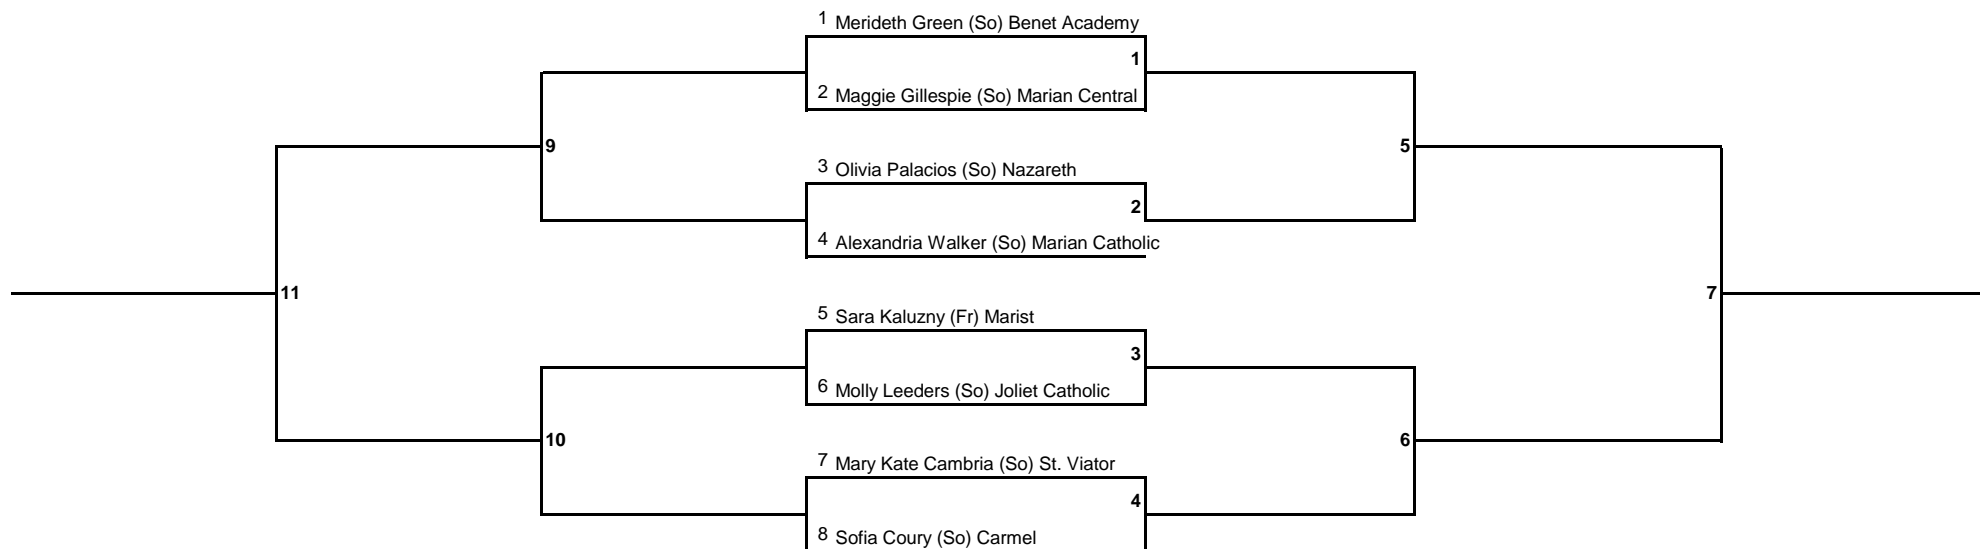 1 Merideth Green (So) Benet Academy
1
2 Maggie Gillespie (So) Marian Central
9
5
3 Olivia Palacios (So) Nazareth
2
4 Alexandria Walker (So) Marian Catholic
11
7
5 Sara Kaluzny (Fr) Marist
3
6 Molly Leeders (So) Joliet Catholic
10
6
7 Mary Kate Cambria (So) St. Viator
4
8 Sofia Coury (So) Carmel